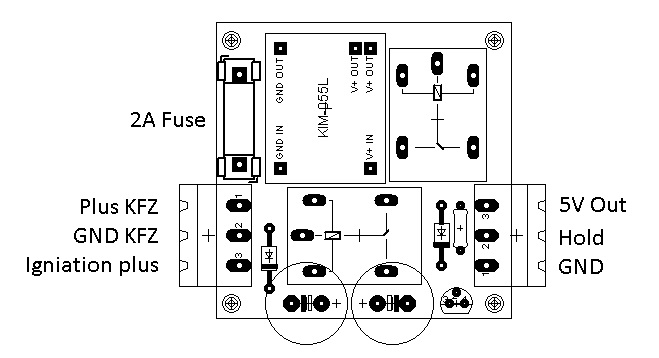 GND OUT
V+ OUT
V+ OUT
KIM-055L
GND IN
V+ IN
2A Fuse
Plus KFZ
1
3
5V Out
GND KFZ
2
2
Hold
Igniation plus
3
1
GND